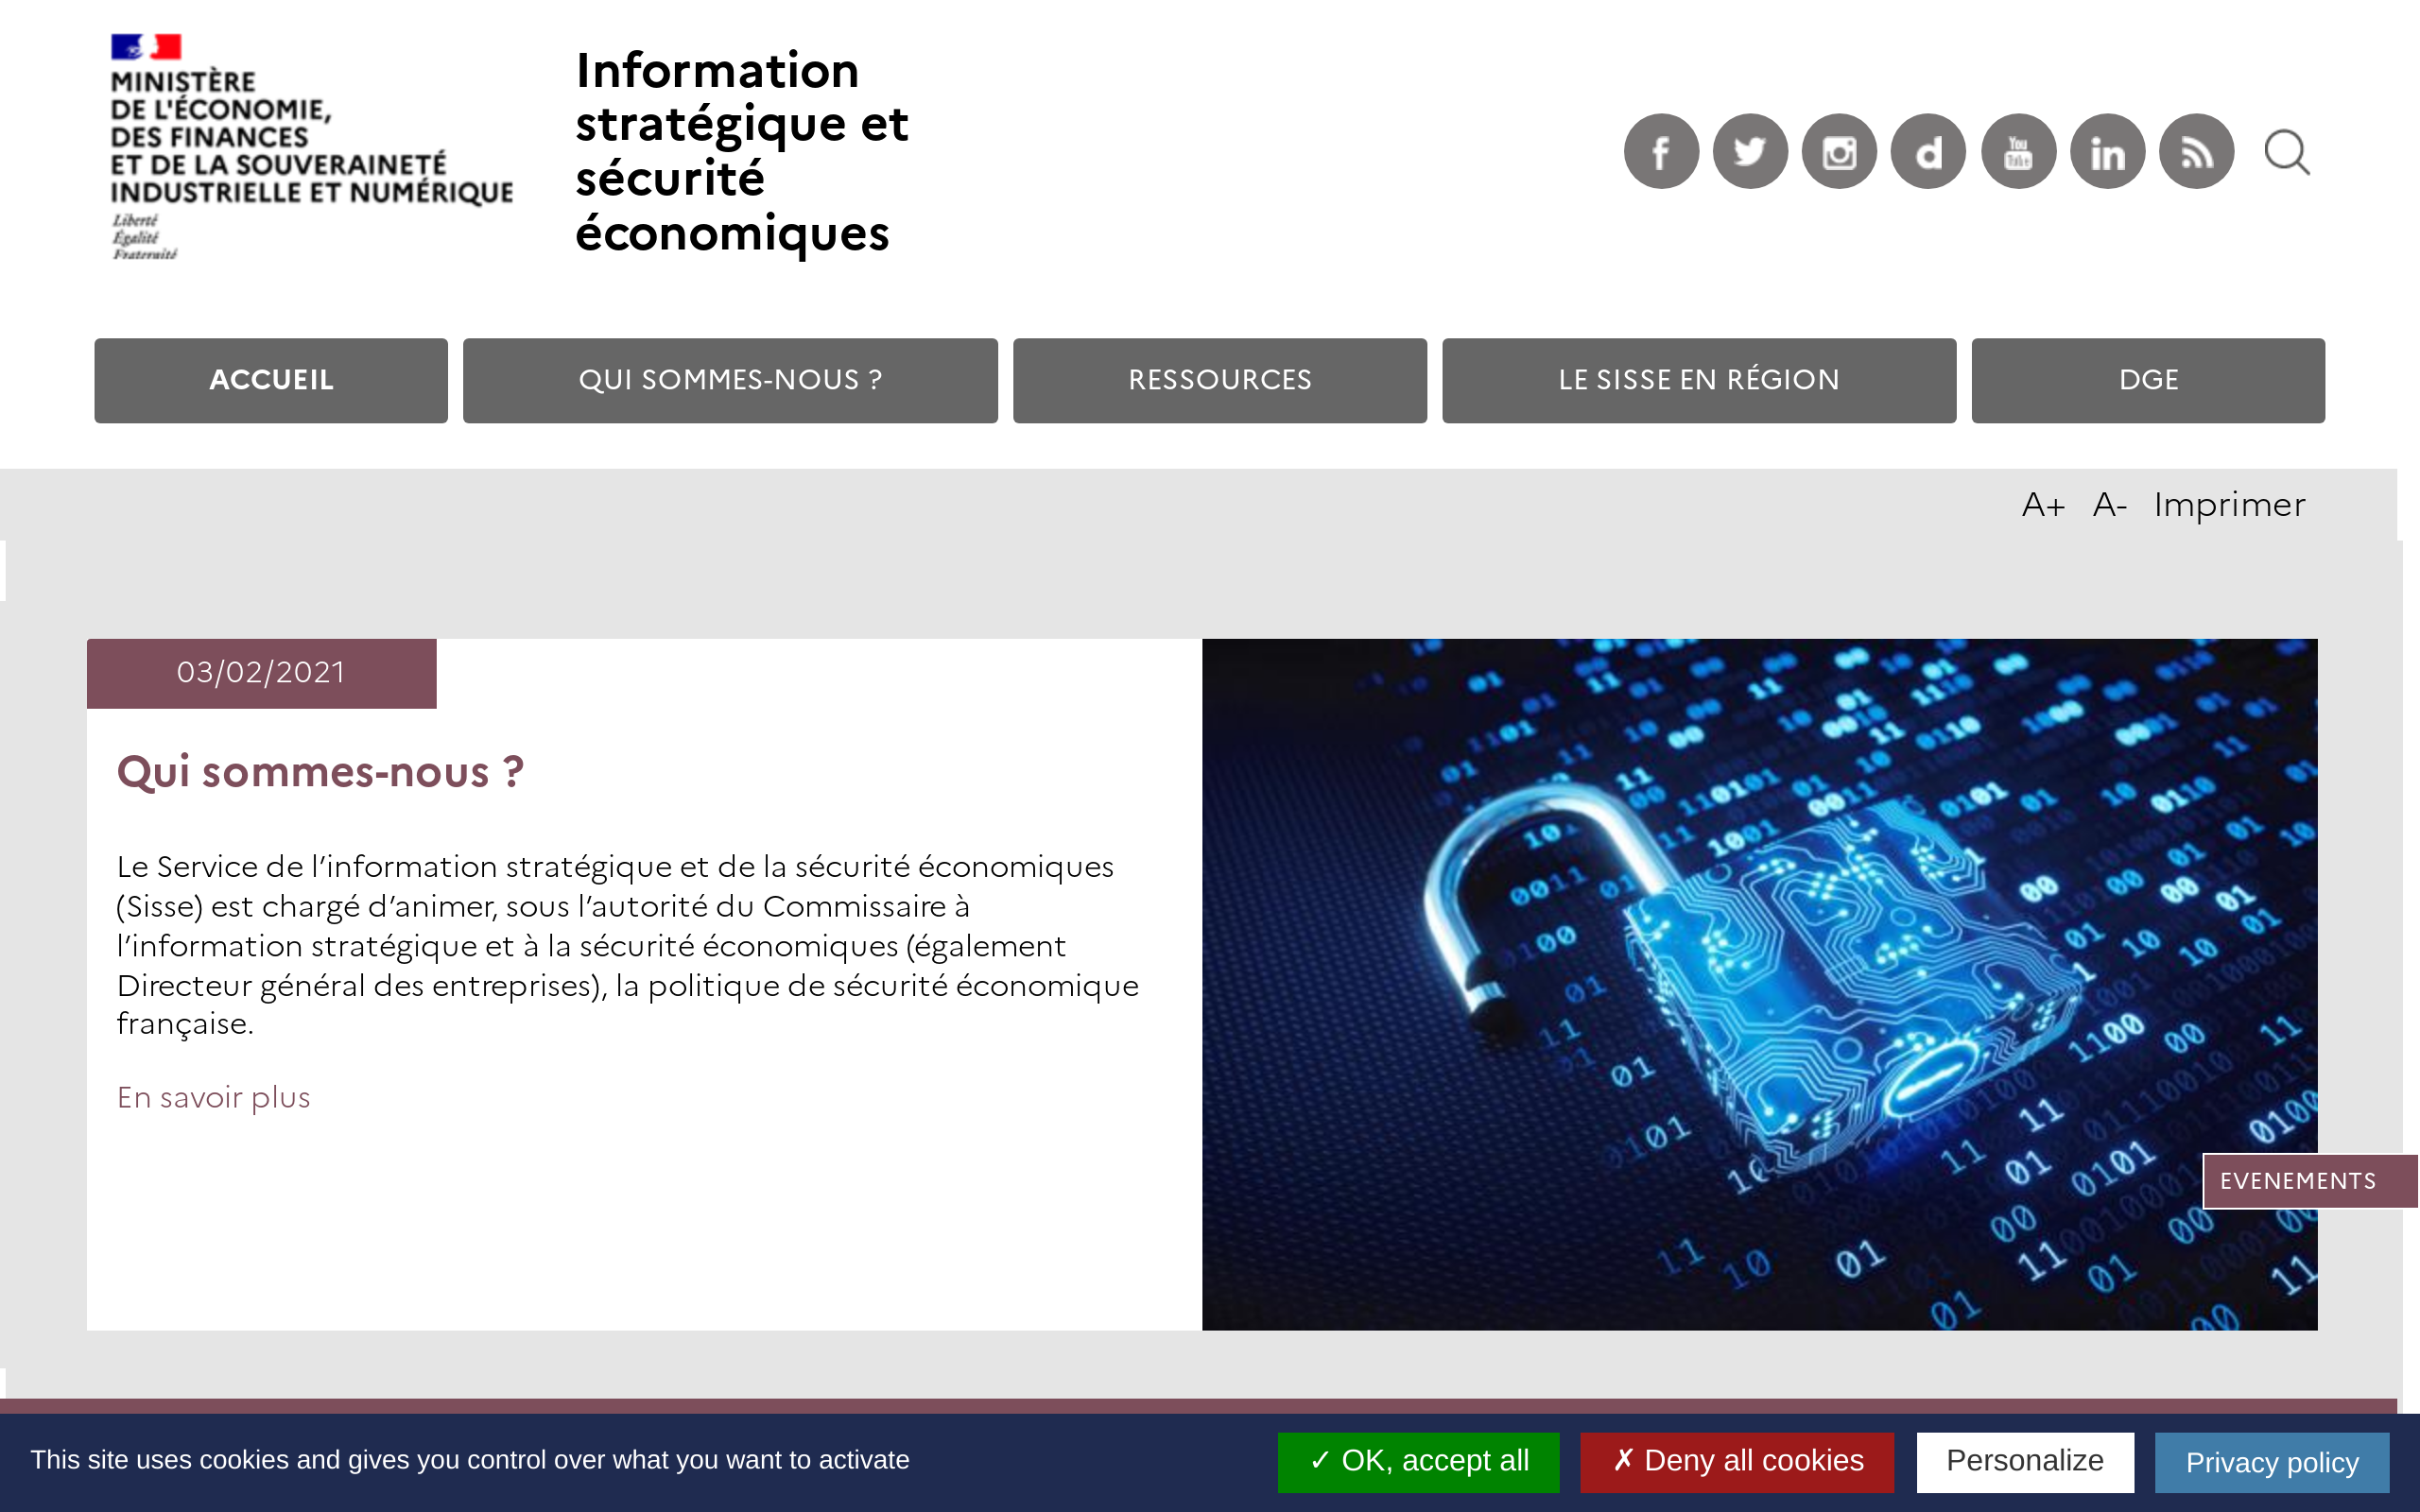 MINISTÈRE
DE L'ÉCONOMIE,
DES FINANCES
ET DE LA SOUVERAINETÉ
INDUSTRIELLE ET NUMÉRIQUE
Liberté
Égalité
Fraternité
Information
stratégique et
sécurité
économiques
ACCUEIL
QUI SOMMES-NOUS ?
RESSOURCES
LE SISSE EN RÉGION
DGE
A+ A- Imprimer
03/02/2021
Qui sommes-nous ?
Le Service de l’information stratégique et de la sécurité économiques
(Sisse) est chargé d’animer, sous l’autorité du Commissaire à
l’information stratégique et à la sécurité économiques (également
Directeur général des entreprises), la politique de sécurité économique
française.
En savoir plus
EVENEMENTS
This site uses cookies and gives you control over what you want to activate
✓ OK, accept all
✗ Deny all cookies
Personalize
Privacy policy